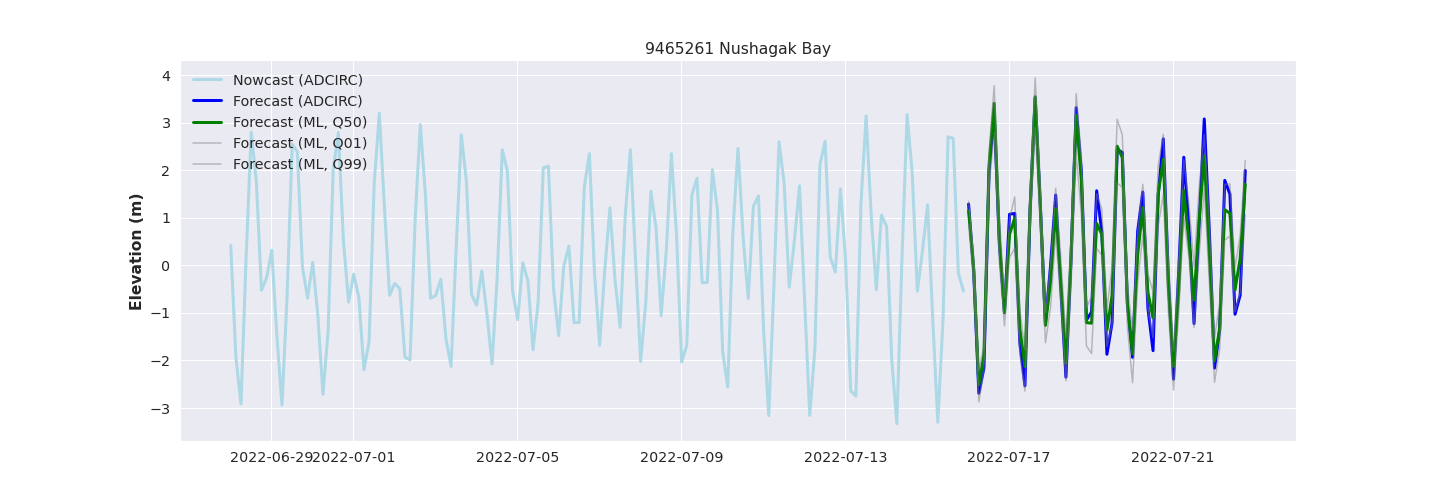 9465261 Nushagak Bay
Elevation (m)
4
3
2
1
0
−1
−2
−3
Nowcast (ADCIRC)
Forecast (ADCIRC)
Forecast (ML, Q50)
Forecast (ML, Q01)
Forecast (ML, Q99)
2022-06-29 2022-07-01 2022-07-05 2022-07-09 2022-07-13 2022-07-17 2022-07-21